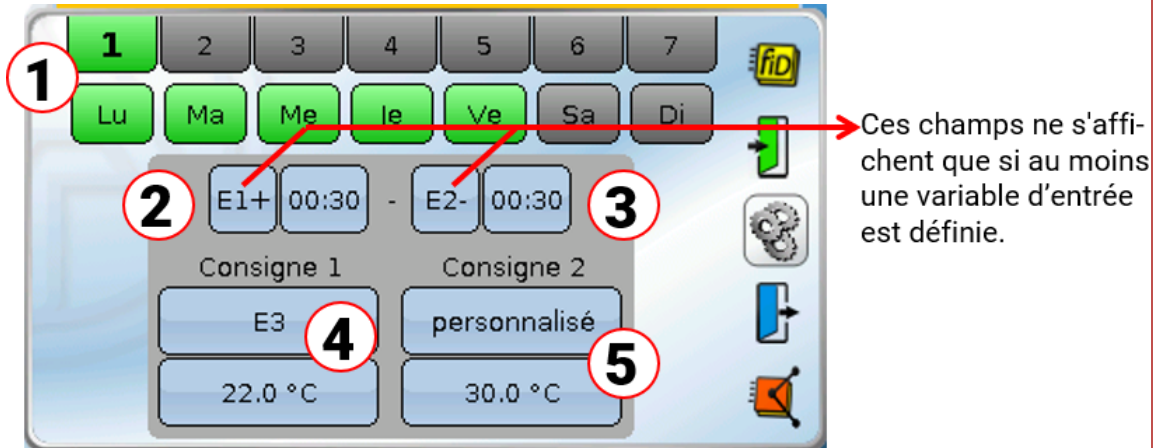 1 2 3 4 5 6 7
1
Lu Ma Me Ie Ve Sa Di
2 E1+ 00:30 - E2- 00:30 3
Consigne 1 Consigne 2
E3 4 personnalisé 5
22.0 °C 30.0 °C
fiD
Ces champs ne s'affi-
chent que si au moins
une variable d'entrée
est définie.